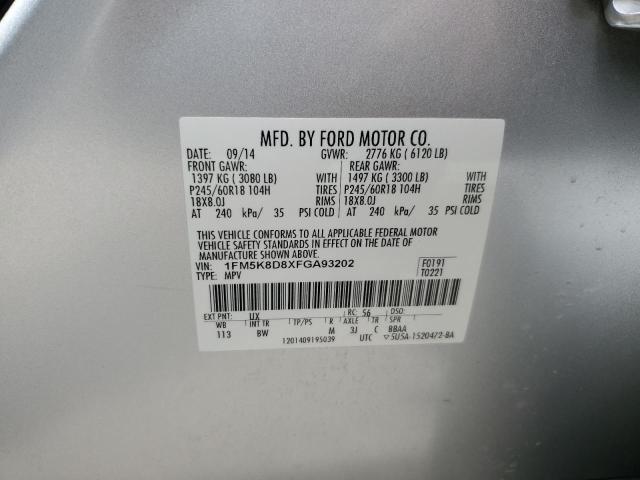 MFD. BY FORD MOTOR CO.
DATE: 09/14 GVWR: 2776 KG ( 6120 LB)
FRONT GAWR: REAR GAWR:
1397 KG ( 3080 LB) WITH 1497 KG ( 3300 LB) WITH
P245/60R18 104H TIRES P245/60R18 104H TIRES
18X8.0J RIMS 18X8.0J RIMS
AT 240 kPa/ 35 PSI COLD AT 240 kPa/ 35 PSI COLD
THIS VEHICLE CONFORMS TO ALL APPLICABLE FEDERAL MOTOR
VEHICLE SAFETY STANDARDS IN EFFECT ON THE DATE OF
MANUFACTURE SHOWN ABOVE.
VIN: 1FM5K8D8XFGA93202 F0191
TYPE: MPV T0221
EXT PNT: UX RC: 56 DSO:
WB INT TR TP/PS R AXLE TR SPR
113 BW M 3J C BBAA
1201409195039 UTC ▽5U5A-1520472-BA